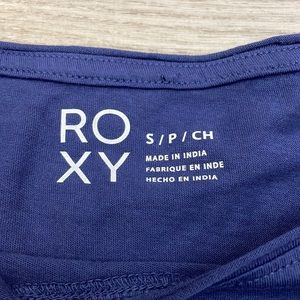 RO
XY
S/P/CH
MADE IN INDIA
FABRIQUE EN INDE
HECHO EN INDIA